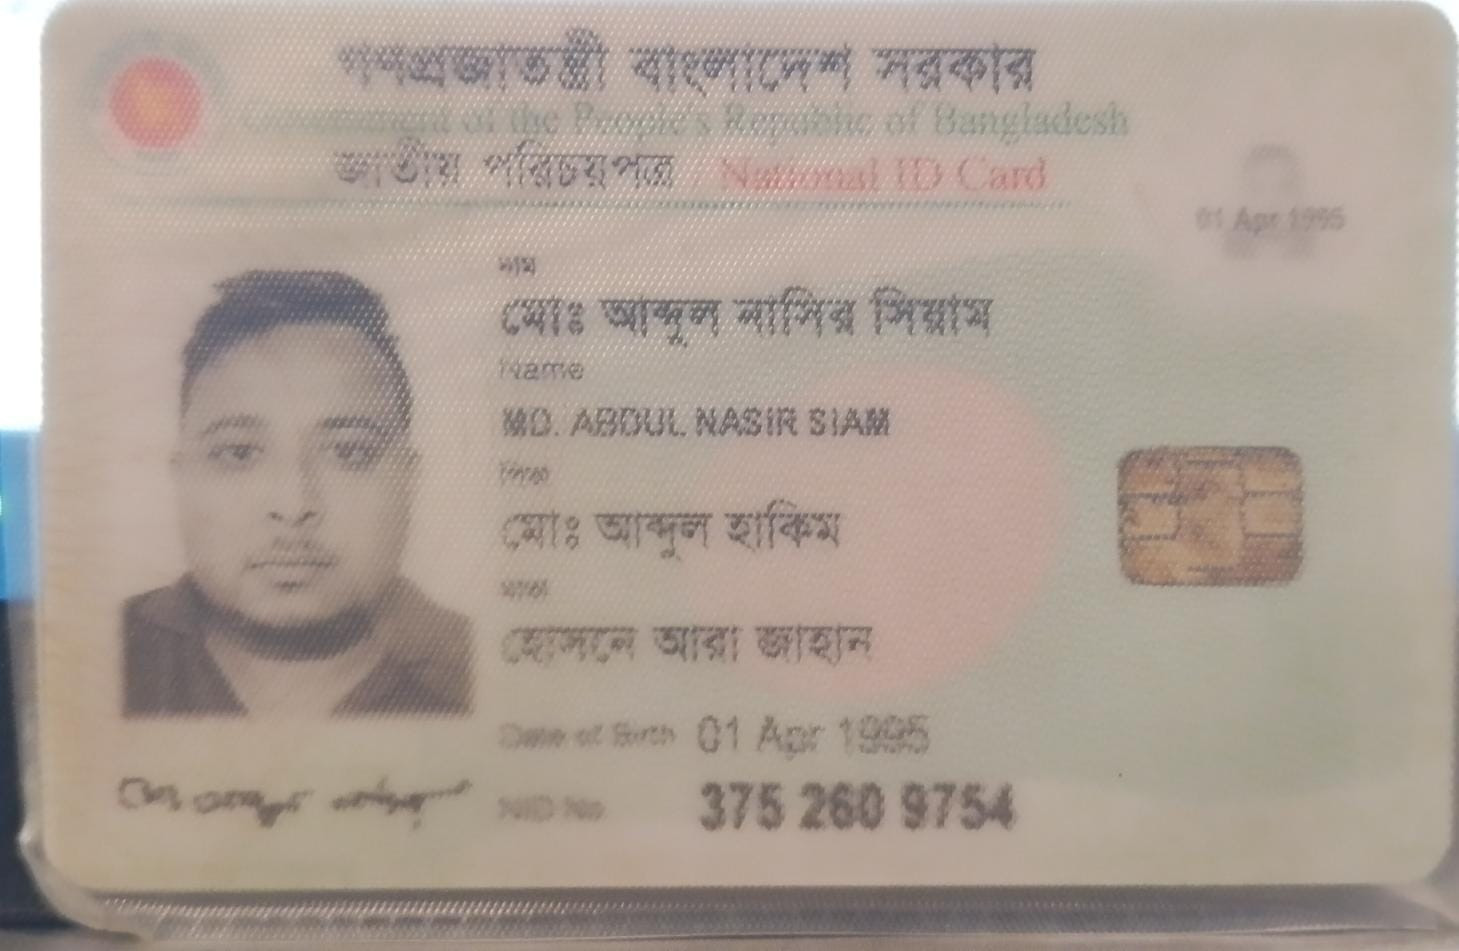 গণপ্রজাতন্ত্রী বাংলাদেশ সরকার
Government of the People's Republic of Bangladesh
জাতীয় পরিচয়পত্র / National ID Card
01 Apr 1995
নাম
মোঃ আব্দুল নাসির সিয়াম
Name
MD. ABDUL NASIR SIAM
পিতা
মোঃ আব্দুল হাকিম
মাতা
হোসনে আরা জাহান
Date of Birth 01 Apr 1995
NID No 375 260 9754